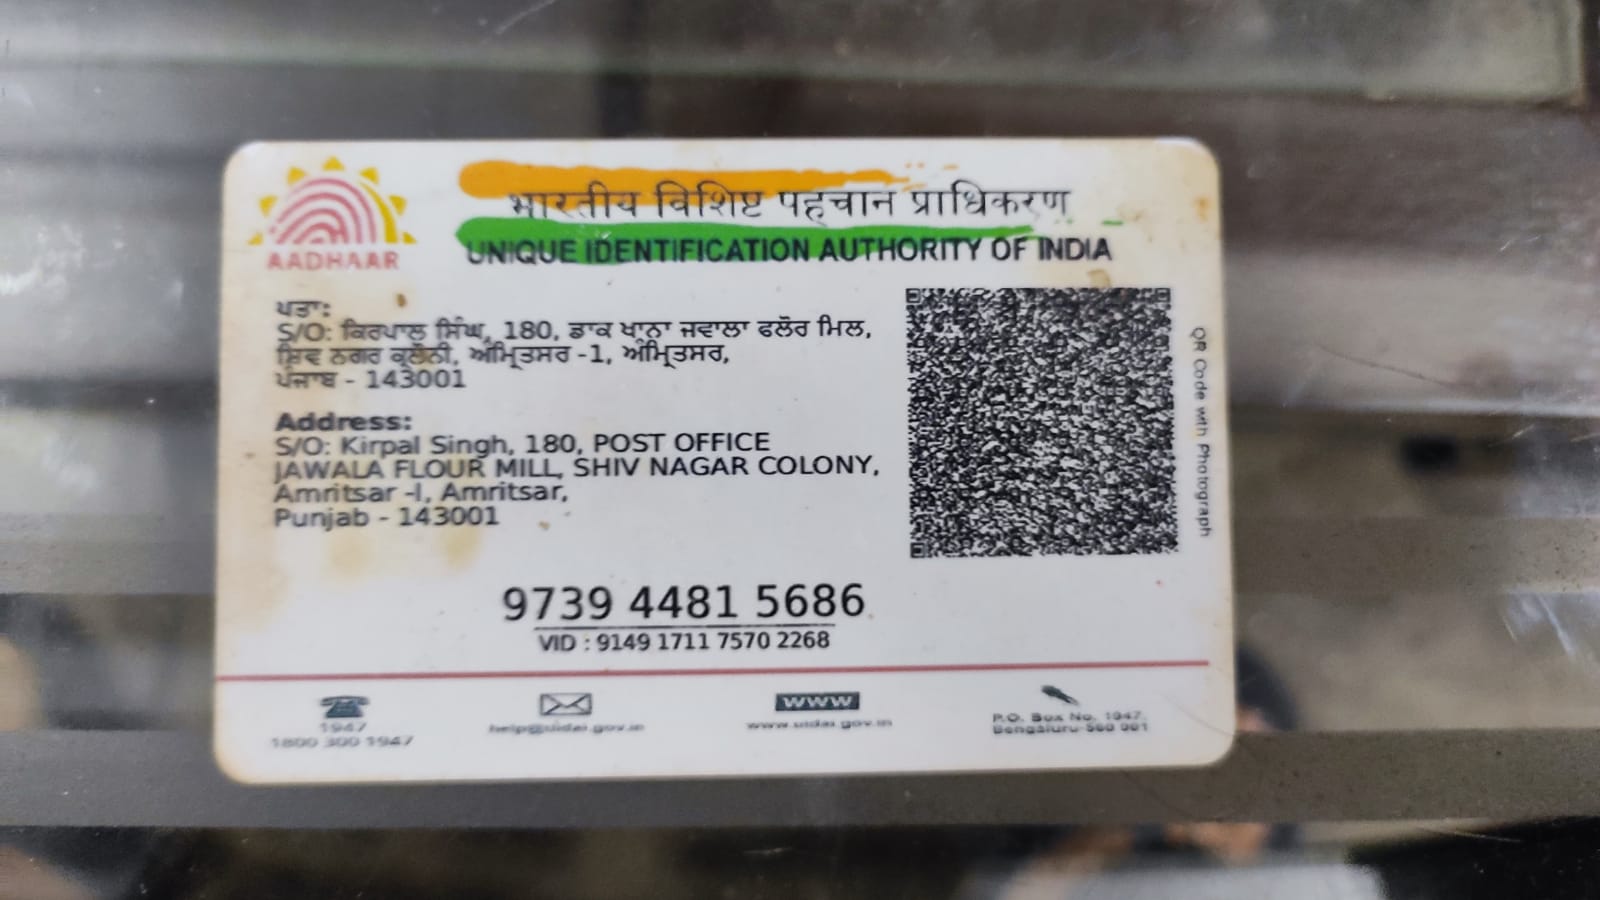 AADHAAR
भारतीय विशिष्ट पहचान प्राधिकरण
UNIQUE IDENTIFICATION AUTHORITY OF INDIA
ਪਤਾ:
S/O: ਕਿਰਪਾਲ ਸਿੰਘ, 180, ਡਾਕ ਖਾਨਾ ਜਵਾਲਾ ਫਲੌਰ ਮਿਲ,
ਸ਼ਿਵ ਨਗਰ ਕਲੌਨੀ, ਅੰਮ੍ਰਿਤਸਰ -1, ਅੰਮ੍ਰਿਤਸਰ,
ਪੰਜਾਬ - 143001
Address:
S/O: Kirpal Singh, 180, POST OFFICE
JAWALA FLOUR MILL, SHIV NAGAR COLONY,
Amritsar -I, Amritsar,
Punjab - 143001
QR Code with Photograph
9739 4481 5686
VID : 9149 1711 7570 2268
1947
1800 300 1947
help@uidai.gov.in
www
www.uidai.gov.in
P.O. Box No. 1947,
Bengaluru-560 001